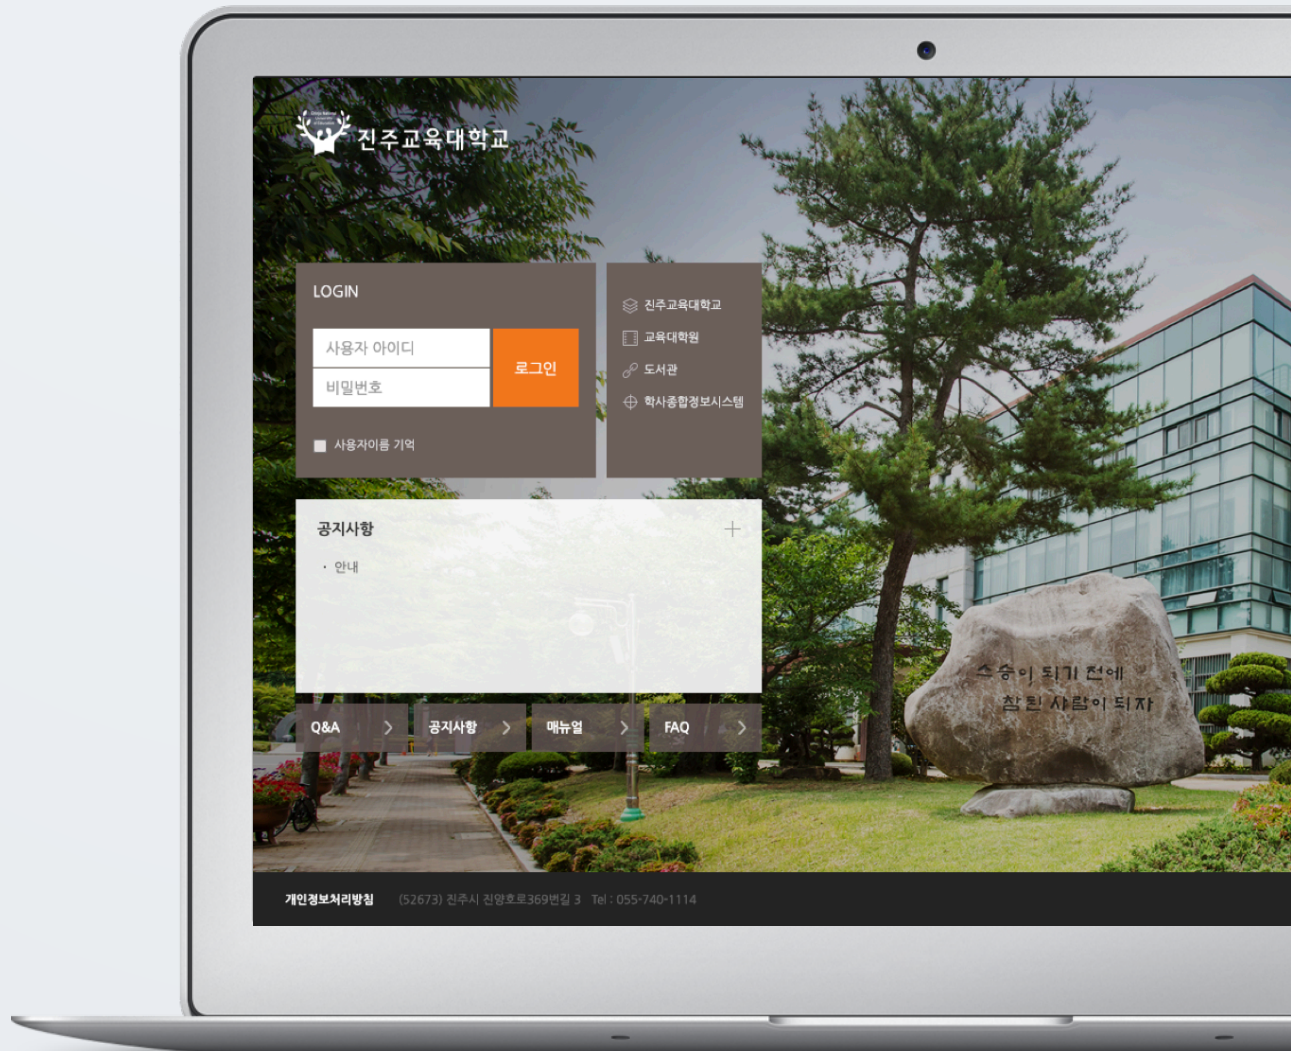 진주교육대학교
LOGIN
사용자 아이디
비밀번호
로그인
사용자이름 기억
진주교육대학교
교육대학원
도서관
학사종합정보시스템
공지사항
· 안내
스승이 되기 전에
참된 사람이 되자
Q&A
공지사항
매뉴얼
FAQ
개인정보처리방침 (52673) 진주시 진양호로369번길 3 Tel : 055-740-1114